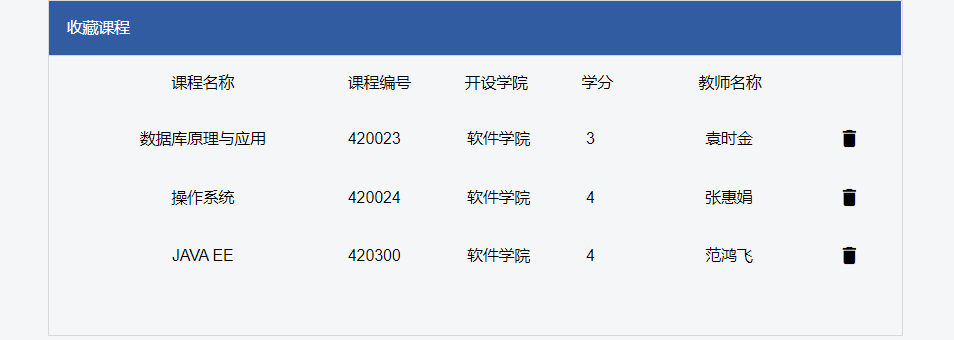 收藏课程
课程名称 课程编号 开设学院 学分 教师名称
数据库原理与应用 420023 软件学院 3 袁时金
操作系统 420024 软件学院 4 张惠娟
JAVA EE 420300 软件学院 4 范鸿飞